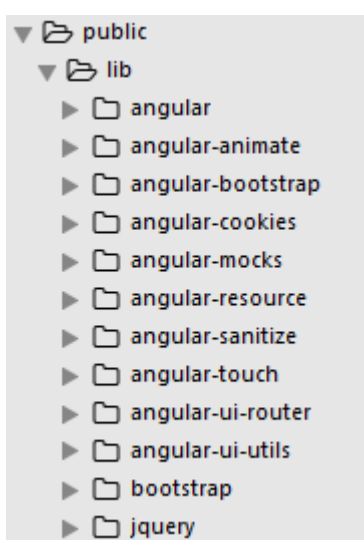 public
lib
angular
angular-animate
angular-bootstrap
angular-cookies
angular-mocks
angular-resource
angular-sanitize
angular-touch
angular-ui-router
angular-ui-utils
bootstrap
jquery